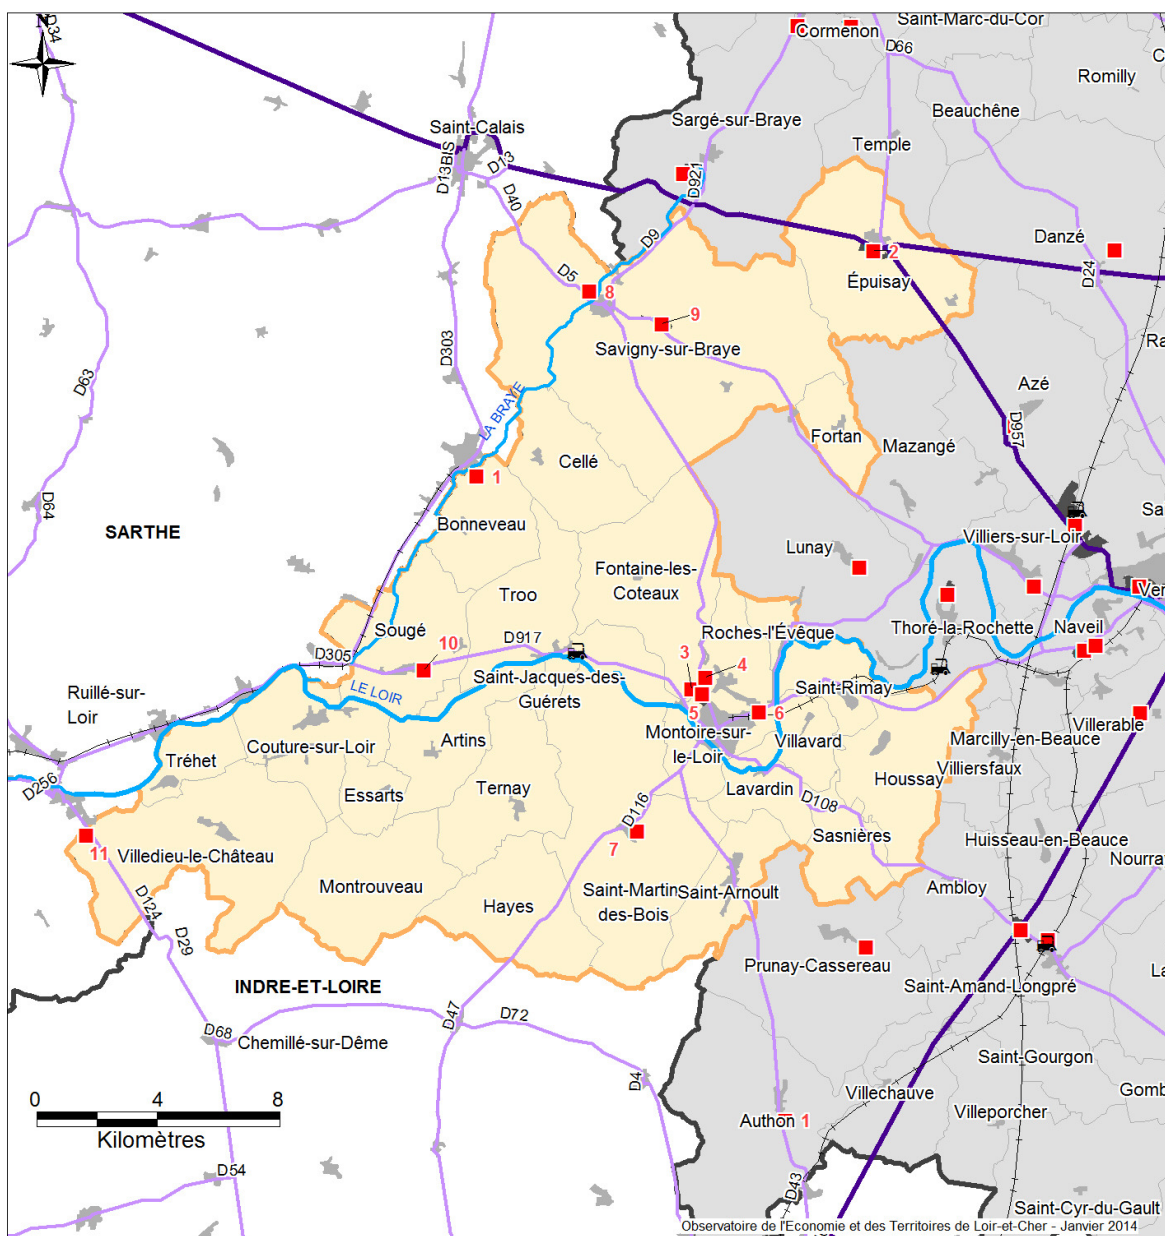 D34
N
Saint-Marc-du-Cor
Cormenon
D66
Romilly
Beauchêne
Saint-Calais
Sargé-sur-Braye
Temple
D13BIS
D13
D921
D40
D9
Danzé
2
D24
D5
Épuisay
8
9
Savigny-sur-Braye
D303
Ra
D63
Azé
LA BRAYE
D957
Fortan
Mazangé
Cellé
1
D64
SARTHE
Bonneveau
Sa
Villiers-sur-Loir
Lunay
Fontaine-les-
Coteaux
Troo
Ver
Sougé
Roches-l'Évêque
Thoré-la-Rochette
Naveil
D917
10
D305
3
4
Saint-Jacques-des-
Guérets
LE LOIR
Ruillé-sur-
Loir
Saint-Rimay
5
6
Montoire-sur-
le-Loir
Villavard
Villerable
Marcilly-en-Beauce
Artins
Couture-sur-Loir
Tréhet
Villiersfaux
Houssay
D256
Essarts
Ternay
Lavardin
D108
D116
Sasnières
Huisseau-en-Beauce
11
7
Villedieu-le-Château
Nourra
Montrouveau
Saint-Martin
des-Bois
Saint-Arnoult
Ambloy
Hayes
D124
D29
Prunay-Cassereau
La
INDRE-ET-LOIRE
Saint-Amand-Longpré
D47
D72
D68
Chemillé-sur-Dême
Saint-Gourgon
D4
Villechauve
Gomb
0 4 8
Kilomètres
Villeporcher
Authon 1
D54
D43
Saint-Cyr-du-Gault
Observatoire de l'Economie et des Territoires de Loir-et-Cher - Janvier 2014